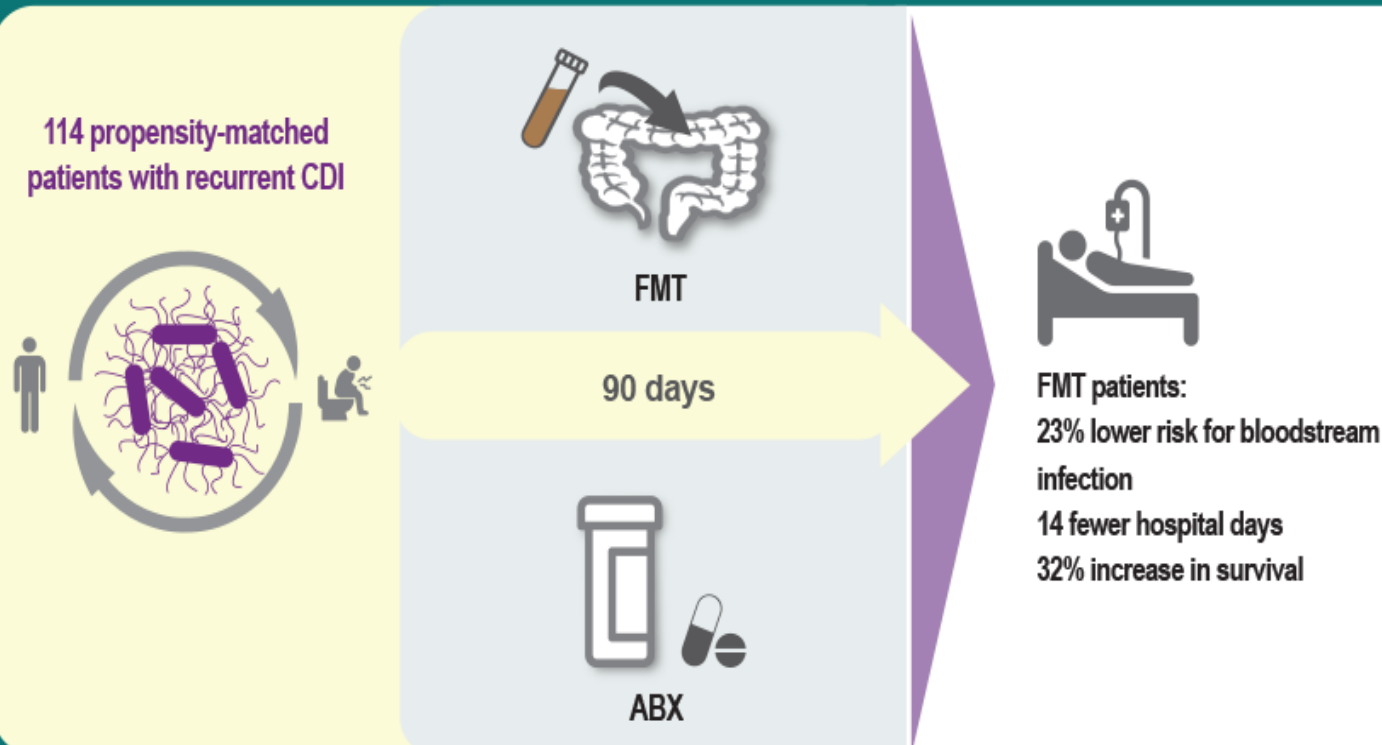 114 propensity-matched
patients with recurrent CDI
FMT
90 days
ABX
FMT patients:
23% lower risk for bloodstream
infection
14 fewer hospital days
32% increase in survival